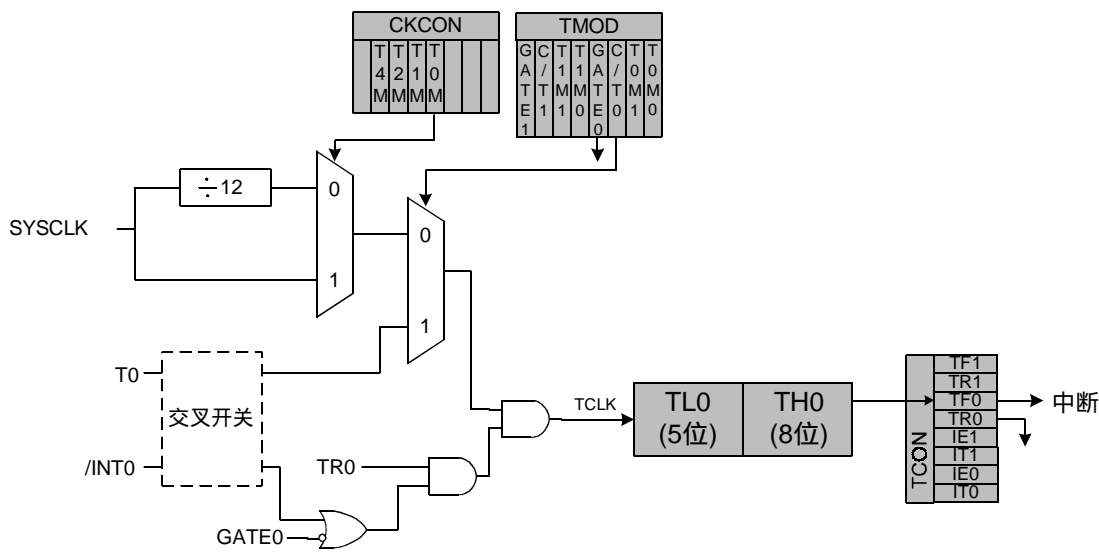 CKCON
T4M
T2M
T1M
T0M
TMOD
GATE1
C/T1
T1M1
T1M0
GATE0
C/T0
T0M1
T0M0
÷12
0
SYSCLK
0
1
1
T0
交叉开关
/INT0
TR0
GATE0
TCLK
TL0
(5位)
TH0
(8位)
TCON
TF1
TR1
TF0
TR0
IE1
IT1
IE0
IT0
中断